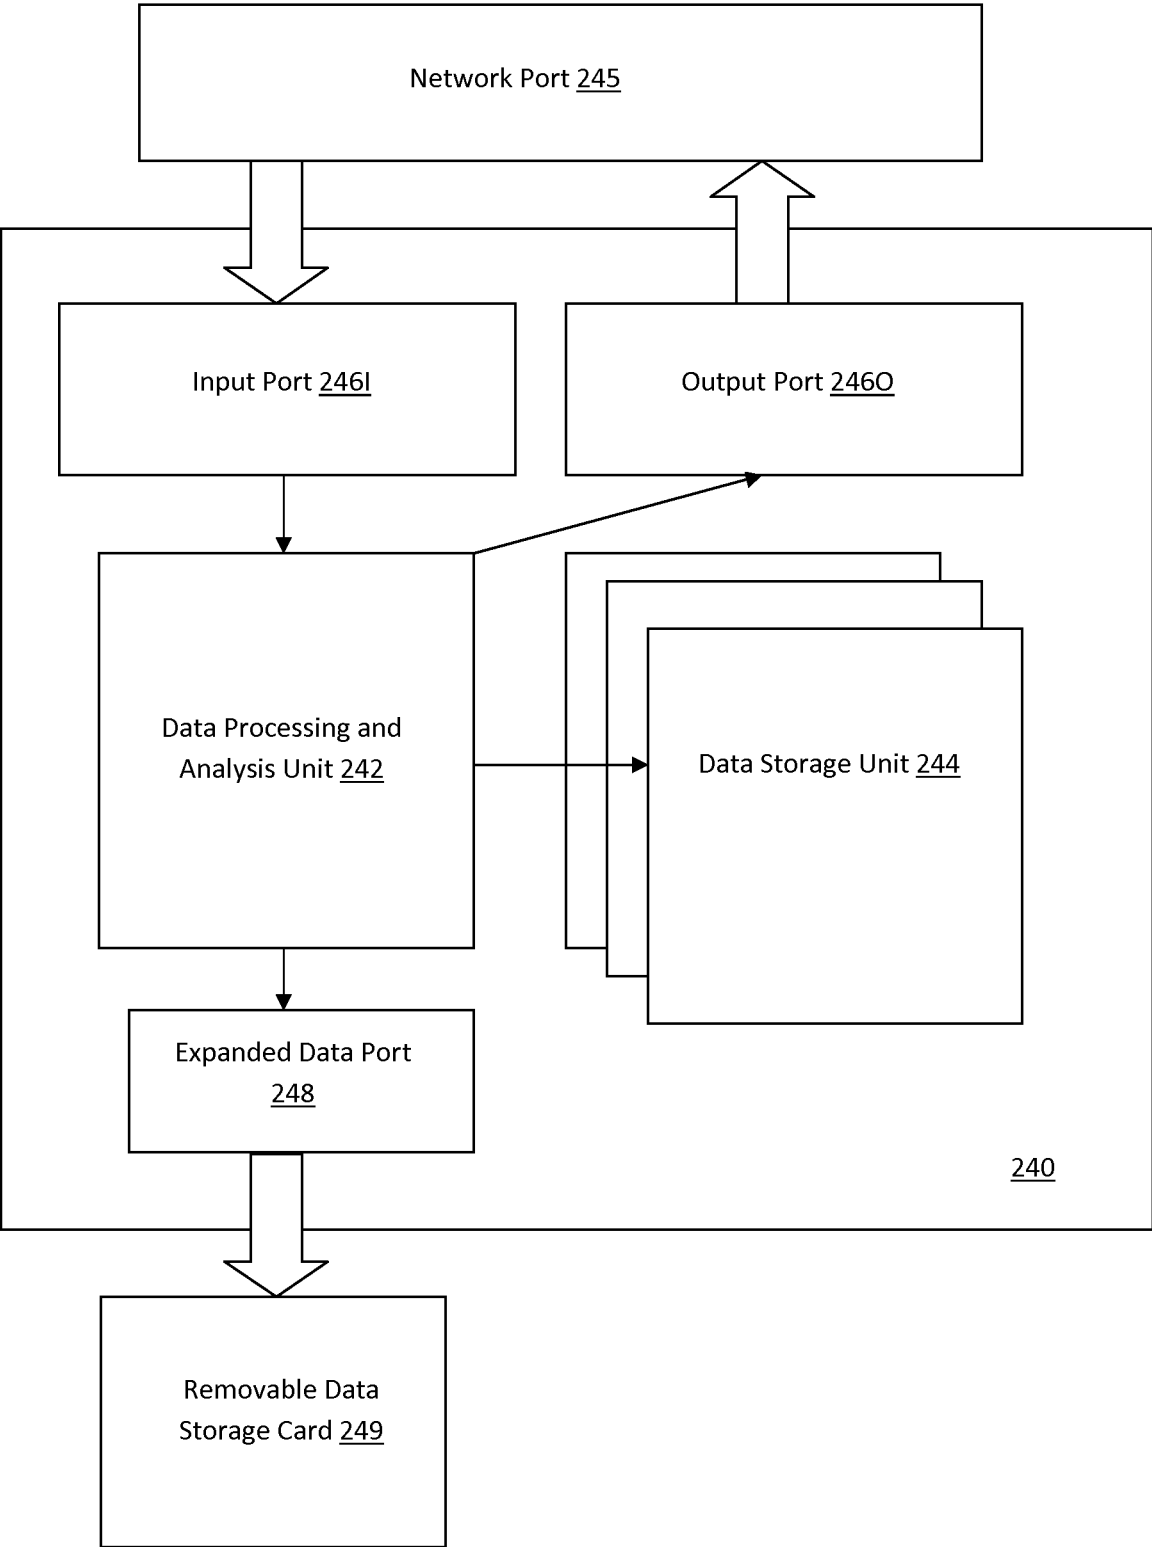 Network Port 245
Input Port 246I
Output Port 246O
Data Processing and
Analysis Unit 242
Data Storage Unit 244
Expanded Data Port
248
240
Removable Data
Storage Card 249